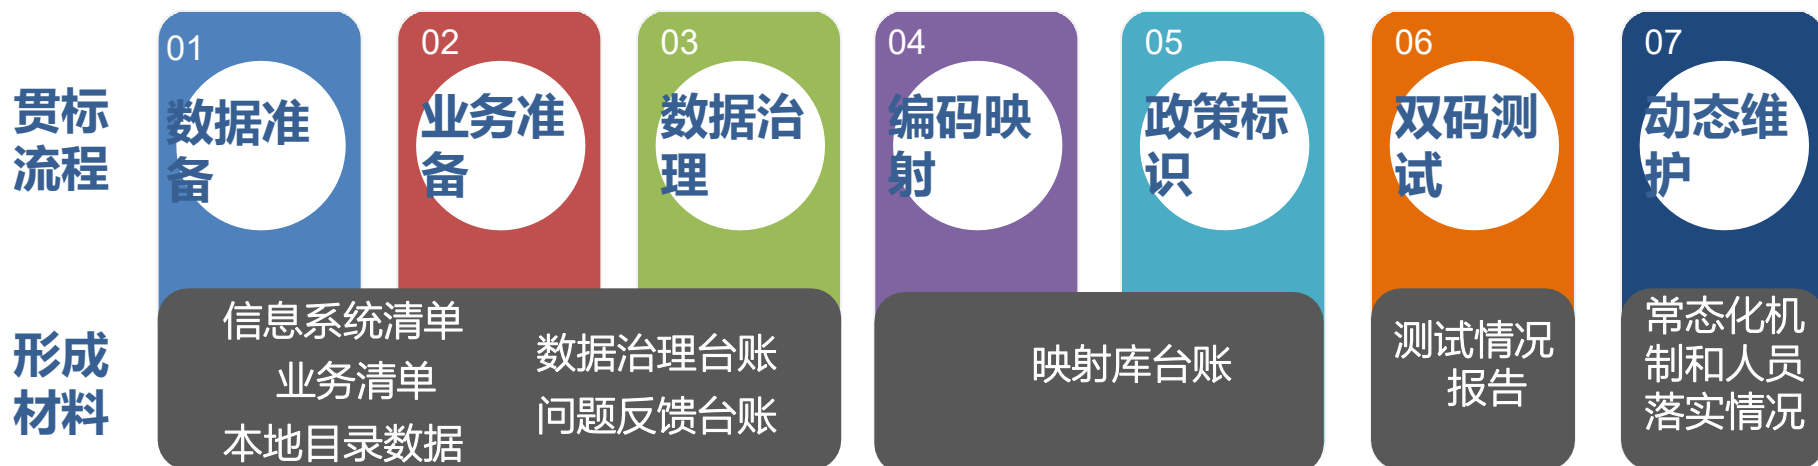 贯标
流程
01
数据准
备
02
业务准
备
03
数据治
理
04
编码映
射
05
政策标
识
06
双码测
试
07
动态维
护
形成
材料
信息系统清单
业务清单
本地目录数据
数据治理台账
问题反馈台账
映射库台账
测试情况
报告
常态化机
制和人员
落实情况